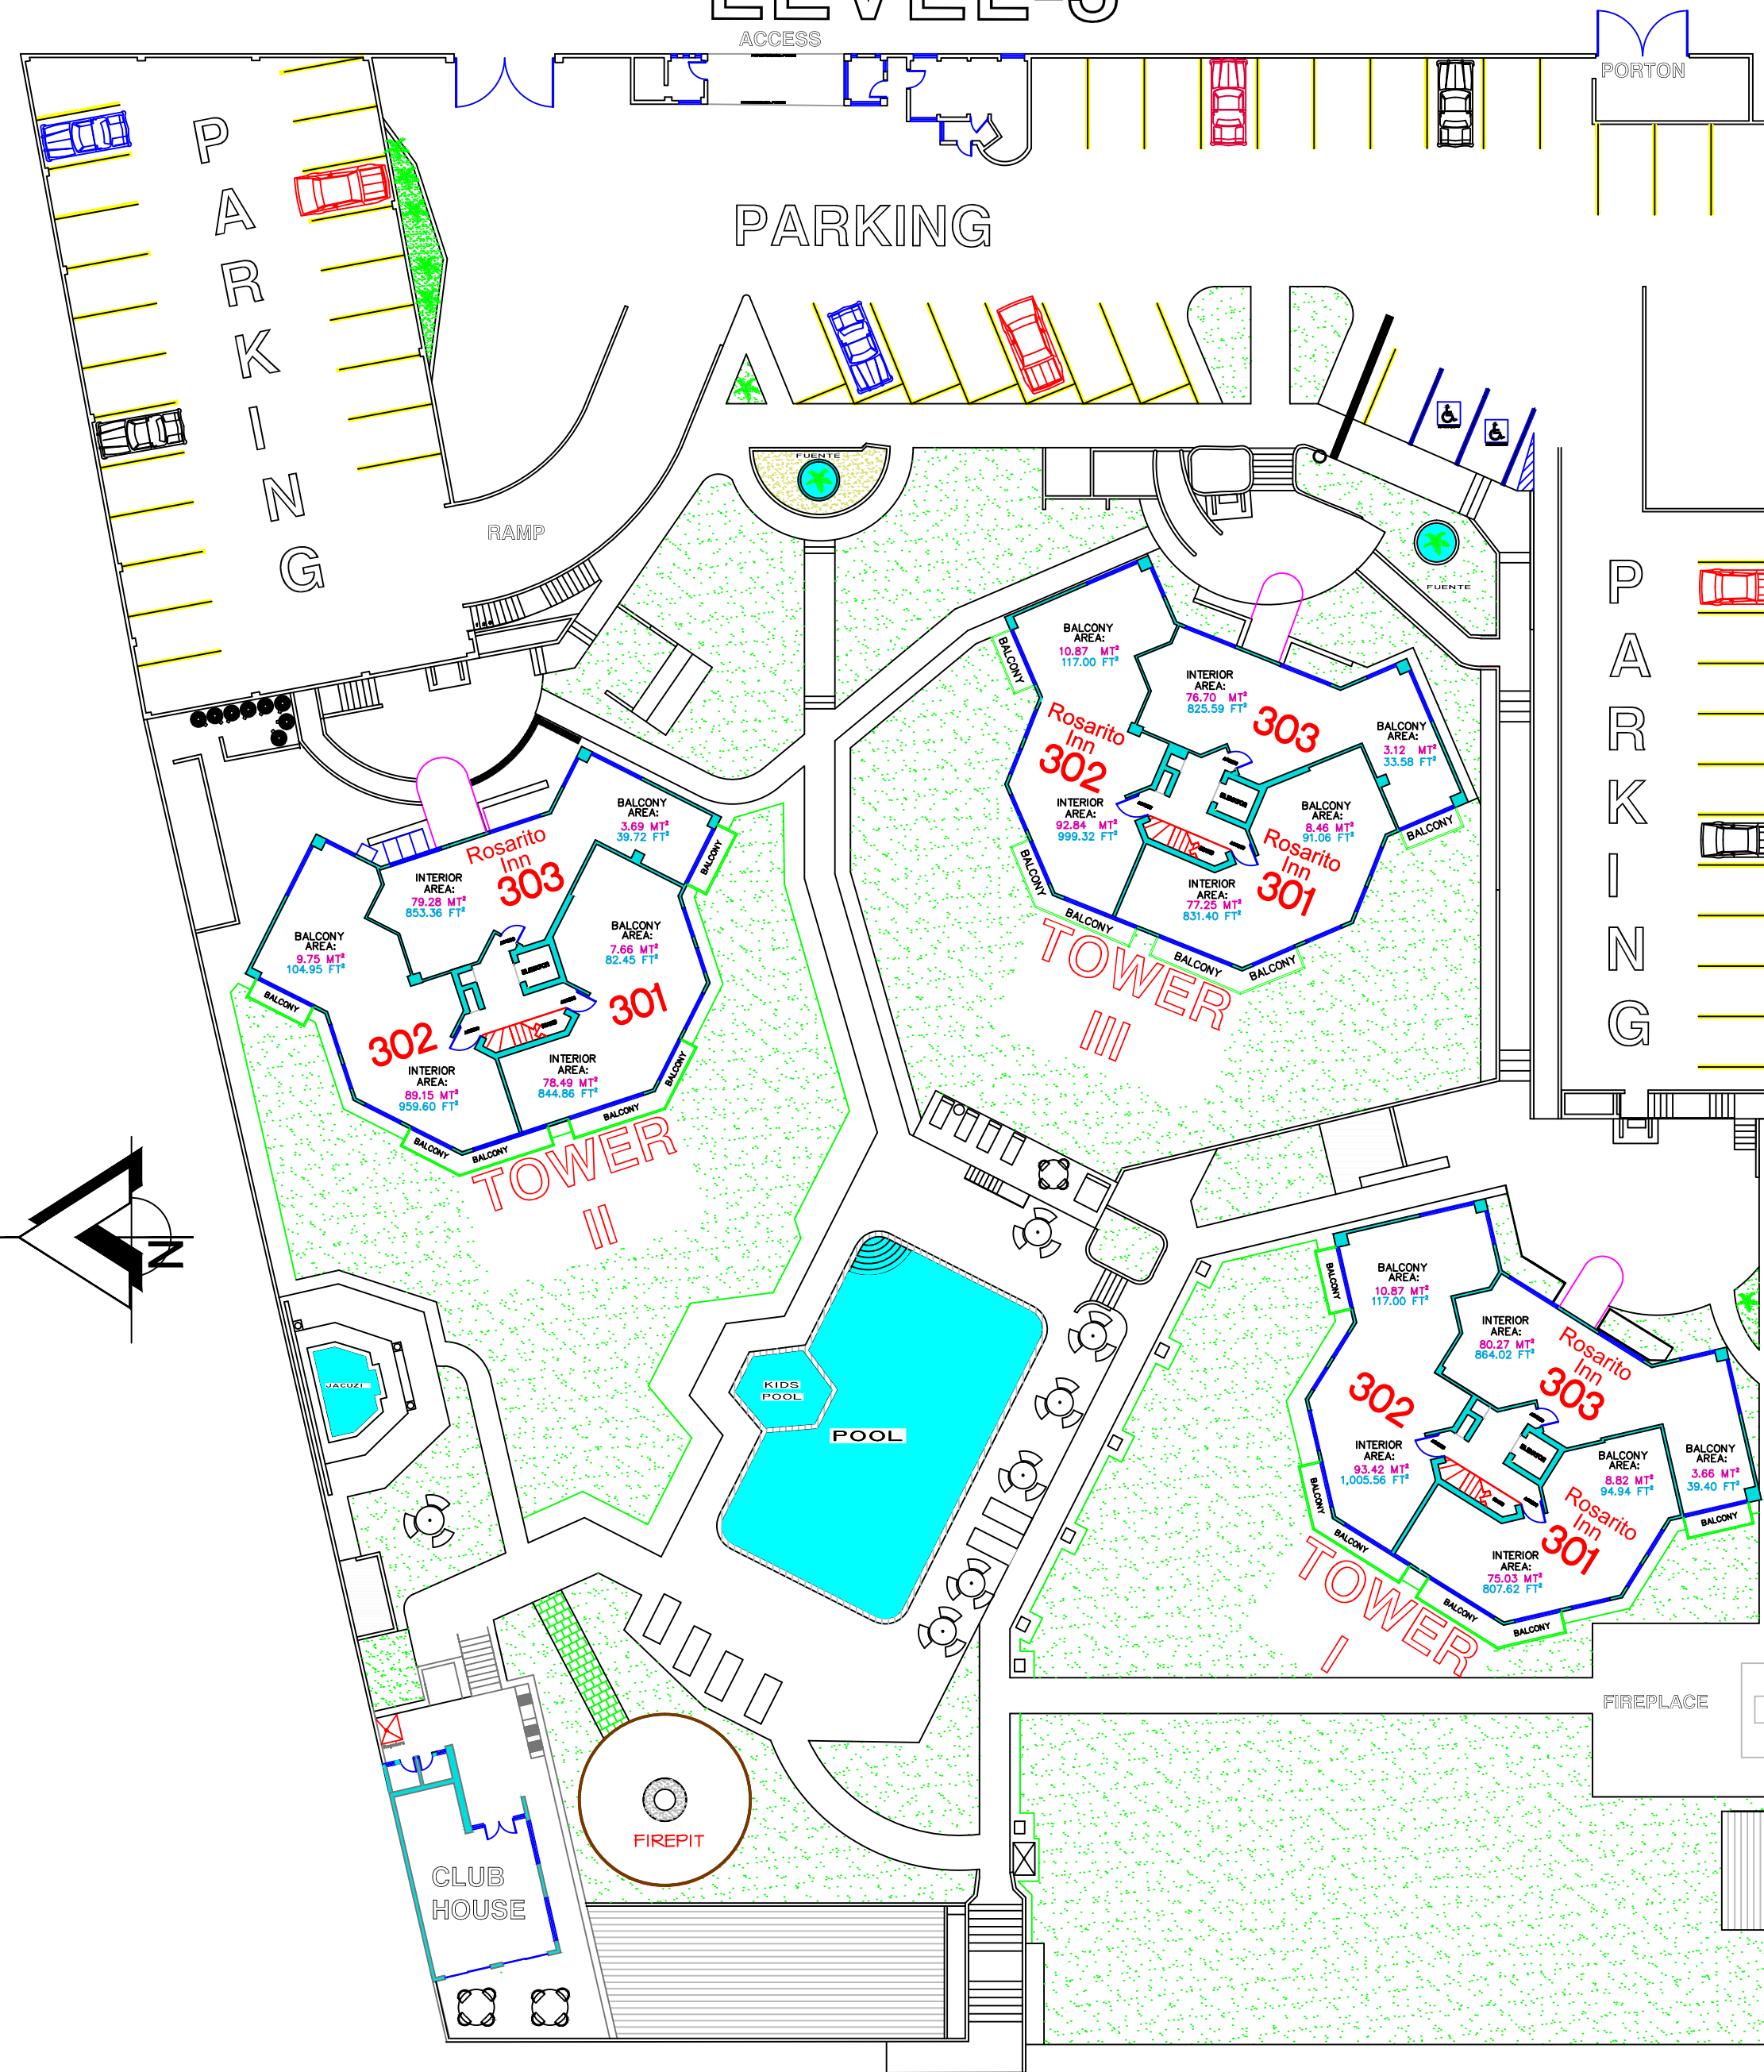 LEVEL-3
ACCESS
PORTON
PARKING
PARKING
RAMP
FUENTE
FUENTE
PARKING
BALCONY
AREA:
10.87 MT²
117.00 FT²
BALCONY
INTERIOR
AREA:
76.70 MT²
825.59 FT²
303
BALCONY
AREA:
3.12 MT²
33.58 FT²
Rosarito
Inn
302
INTERIOR
AREA:
92.84 MT²
999.32 FT²
ELEVATOR
BALCONY
AREA:
8.46 MT²
91.06 FT²
BALCONY
Rosarito
Inn
301
INTERIOR
AREA:
77.25 MT²
831.40 FT²
BALCONY
BALCONY
BALCONY
BALCONY
TOWER
III
BALCONY
AREA:
3.69 MT²
39.72 FT²
BALCONY
Rosarito
Inn
303
INTERIOR
AREA:
79.28 MT²
853.36 FT²
BALCONY
AREA:
9.75 MT²
104.95 FT²
BALCONY
BALCONY
AREA:
7.66 MT²
82.45 FT²
ELEVATOR
301
302
INTERIOR
AREA:
89.15 MT²
959.60 FT²
INTERIOR
AREA:
78.49 MT²
844.86 FT²
BALCONY
BALCONY
BALCONY
BALCONY
TOWER
II
N
JACUZI
KIDS
POOL
POOL
BALCONY
BALCONY
AREA:
10.87 MT²
117.00 FT²
INTERIOR
AREA:
80.27 MT²
864.02 FT²
Rosarito
Inn
303
302
INTERIOR
AREA:
93.42 MT²
1,005.56 FT²
ELEVATOR
BALCONY
AREA:
8.82 MT²
94.94 FT²
BALCONY
AREA:
3.66 MT²
39.40 FT²
BALCONY
Rosarito
Inn
301
INTERIOR
AREA:
75.03 MT²
807.62 FT²
BALCONY
BALCONY
BALCONY
BALCONY
TOWER
I
FIREPLACE
FIREPIT
CLUB
HOUSE